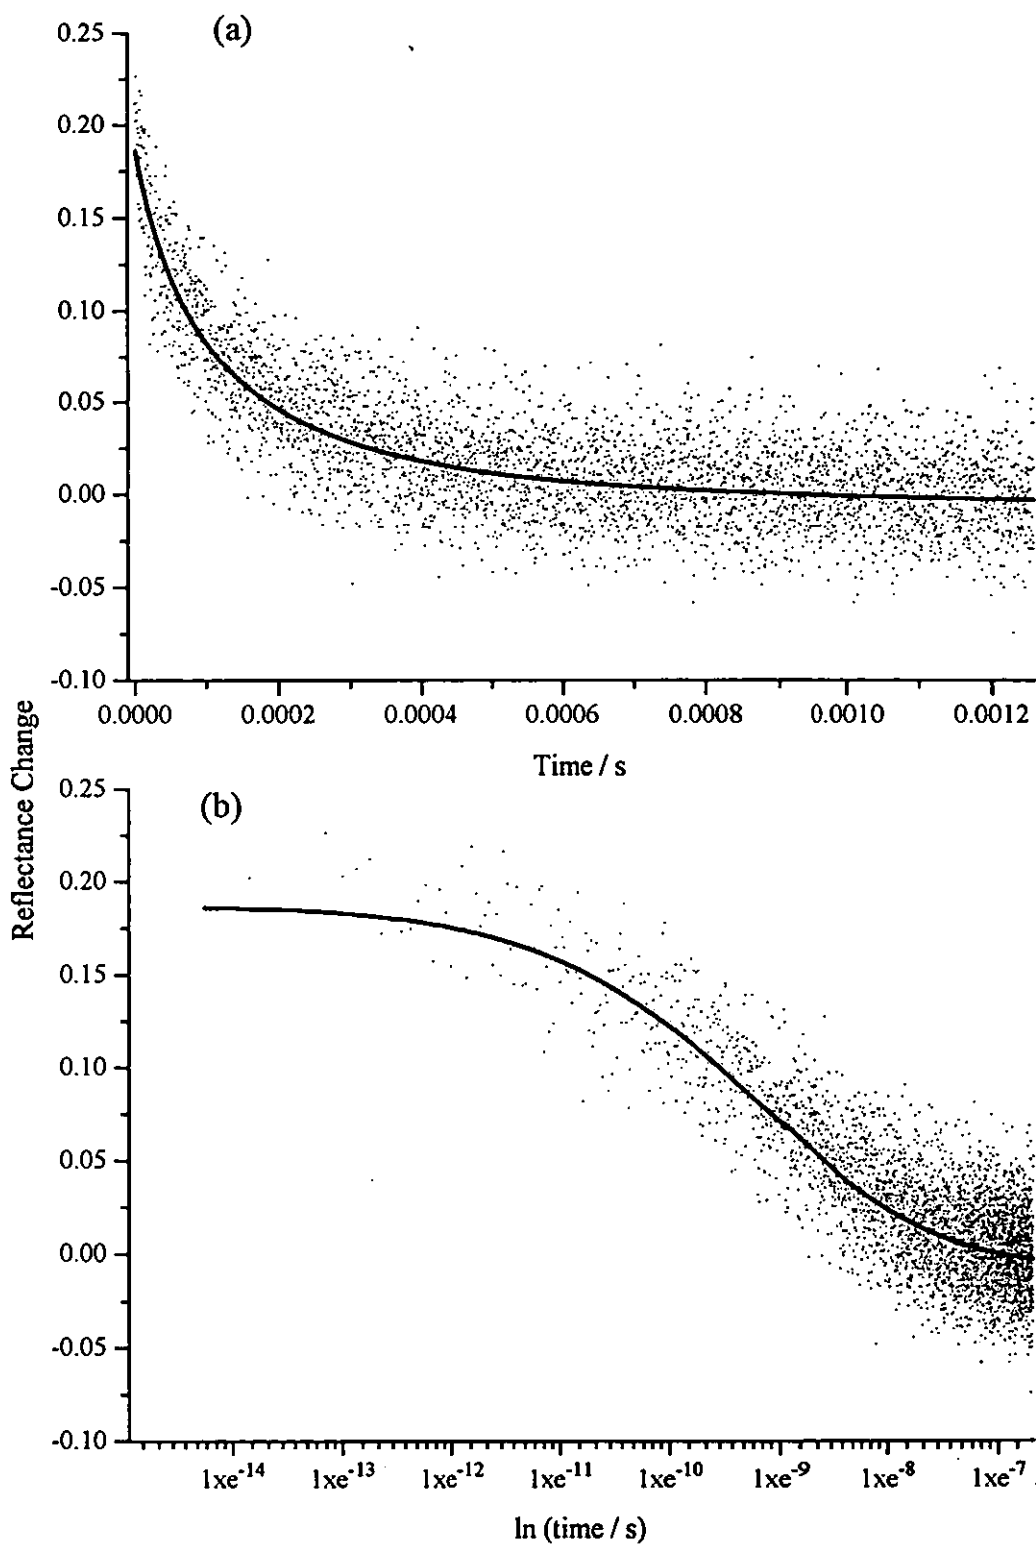 (a)
0.25
0.20
0.15
0.10
0.05
0.00
-0.05
-0.10
0.0000 0.0002 0.0004 0.0006 0.0008 0.0010 0.0012
Time / s
Reflectance Change
(b)
0.25
0.20
0.15
0.10
0.05
0.00
-0.05
-0.10
1xe-14 1xe-13 1xe-12 1xe-11 1xe-10 1xe-9 1xe-8 1xe-7
ln (time / s)